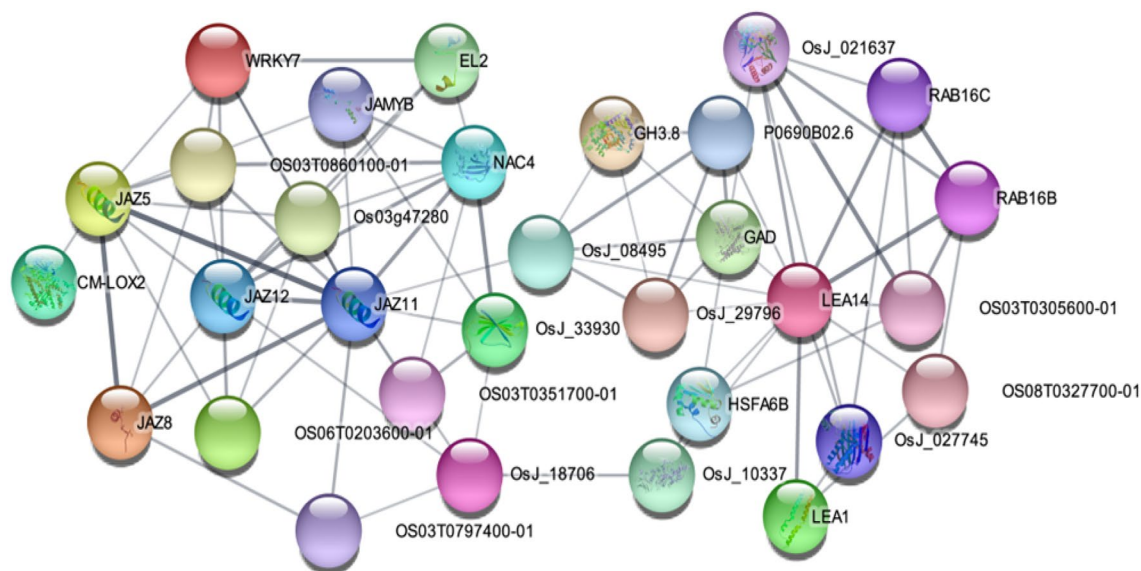 WRKY7
EL2
OsJ_021637
JAMYB
RAB16C
GH3.8
P0690B02.6
OS03T0860100-01
NAC4
JAZ5
RAB16B
Os03g47280
GAD
OsJ_08495
CM-LOX2
JAZ12
JAZ11
LEA14
OsJ_33930
OsJ_29796
OS03T0305600-01
OS03T0351700-01
OS08T0327700-01
HSFA6B
JAZ8
OS06T0203600-01
OsJ_027745
OsJ_18706
OsJ_10337
LEA1
OS03T0797400-01